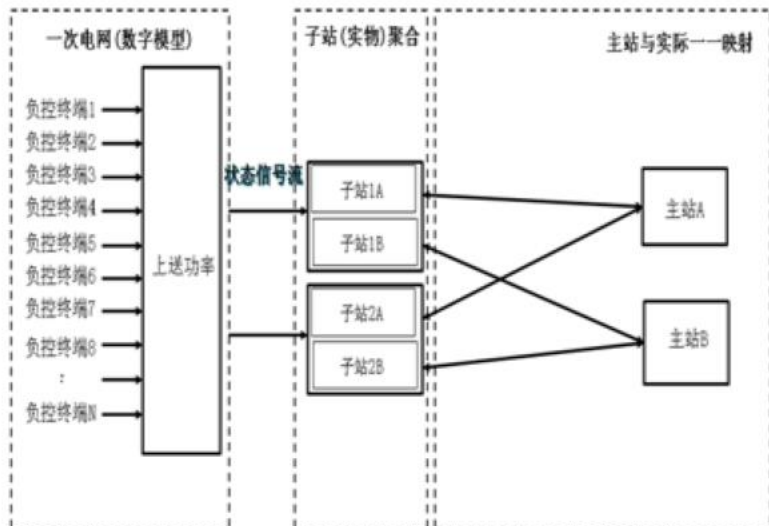 一次电网(数字模型)
子站(实物)聚合
主站与实际一一映射
负控终端1
负控终端2
负控终端3
负控终端4
负控终端5
负控终端6
负控终端7
负控终端8
:
负控终端N
上送功率
状态信号流
子站1A
子站1B
子站2A
子站2B
主站A
主站B